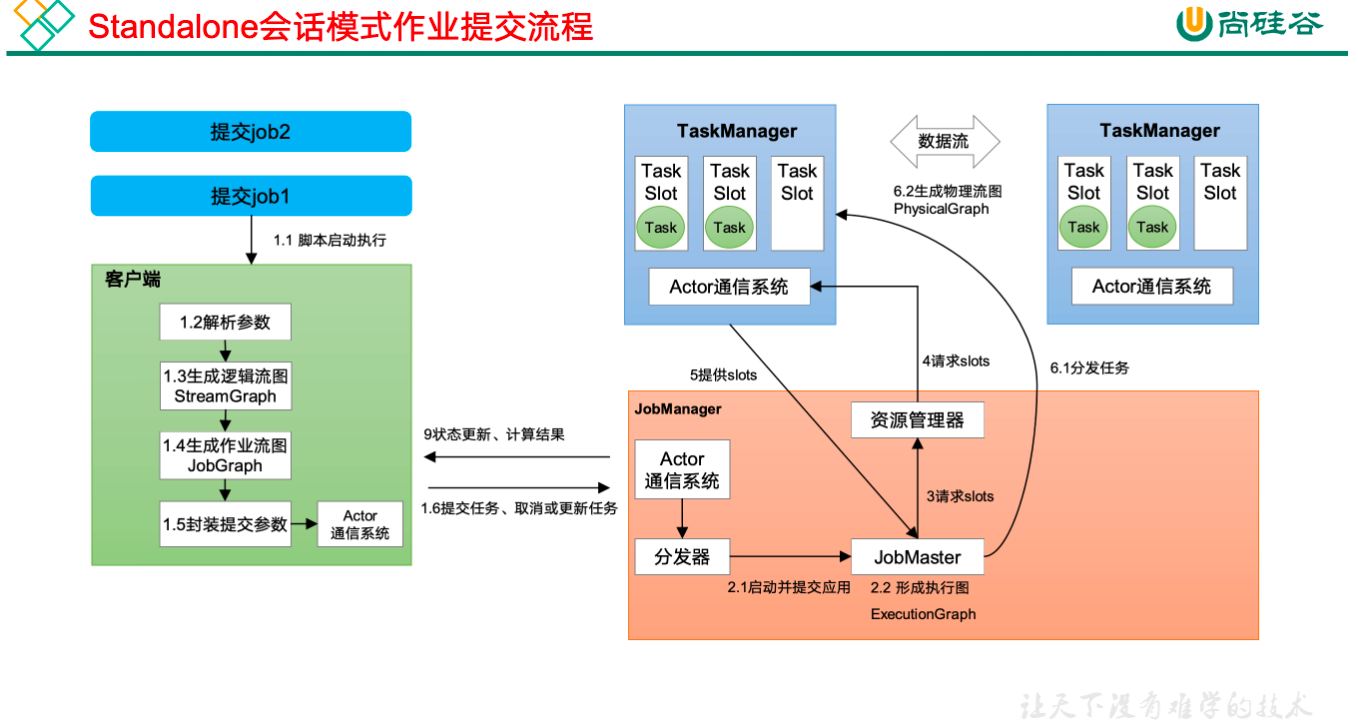 Standalone会话模式作业提交流程
尚硅谷
提交job2
提交job1
1.1 脚本启动执行
客户端
1.2解析参数
1.3生成逻辑流图
StreamGraph
1.4生成作业流图
JobGraph
1.5封装提交参数
Actor
通信系统
9状态更新、计算结果
1.6提交任务、取消或更新任务
TaskManager
Task
Slot
Task
Task
Slot
Task
Task
Slot
Actor通信系统
数据流
6.2生成物理流图
PhysicalGraph
TaskManager
Task
Slot
Task
Task
Slot
Task
Task
Slot
Actor通信系统
5提供slots
4请求slots
6.1分发任务
JobManager
资源管理器
Actor
通信系统
3请求slots
分发器
JobMaster
2.1启动并提交应用
2.2 形成执行图
ExecutionGraph
让天下没有难学的技术